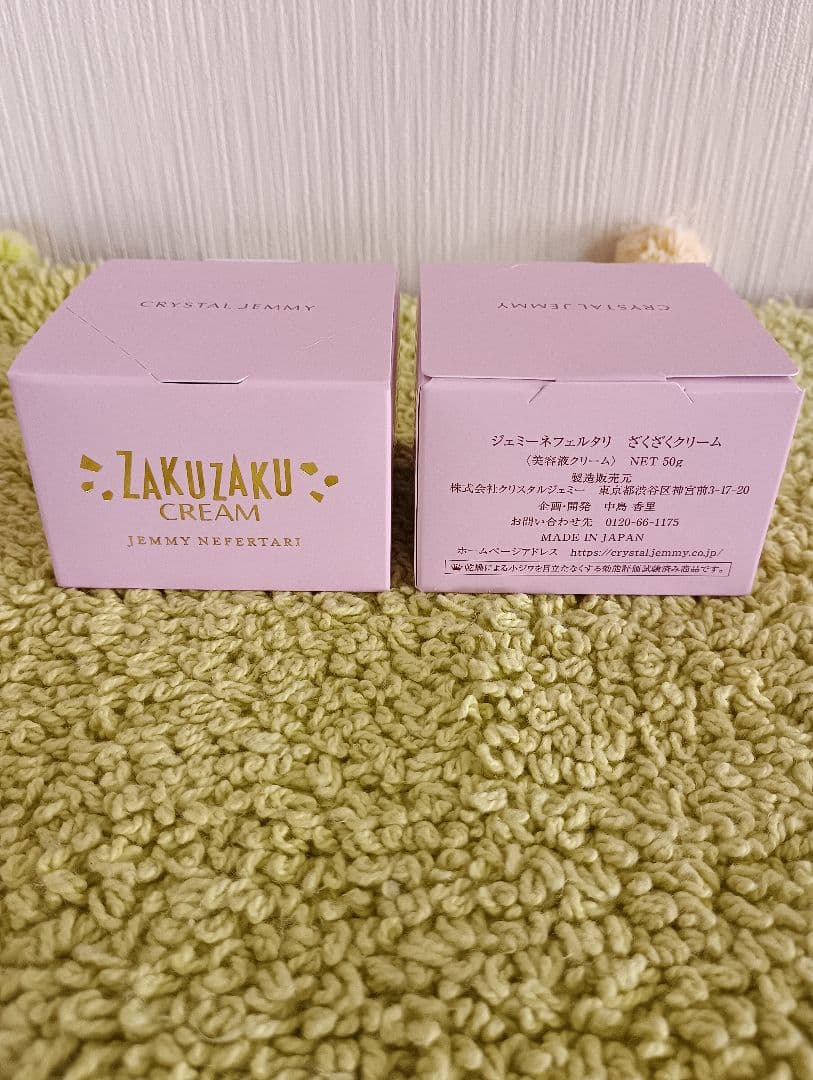 CRYSTAL JEMMY
ZAKUZAKU
CREAM
JEMMY NEFERTARI
CRYSTAL JEMMY
ジェミーネフェルタリ ざくざくクリーム
〈美容液クリーム〉 NET 50g
製造販売元
株式会社クリスタルジェミー 東京都渋谷区神宮前3-17-20
企画・開発 中島 香里
お問い合わせ先 0120-66-1175
MADE IN JAPAN
ホームページアドレス https://crystal.jemmy.co.jp/
乾燥による小ジワを目立たなくする効能評価試験済み商品です。